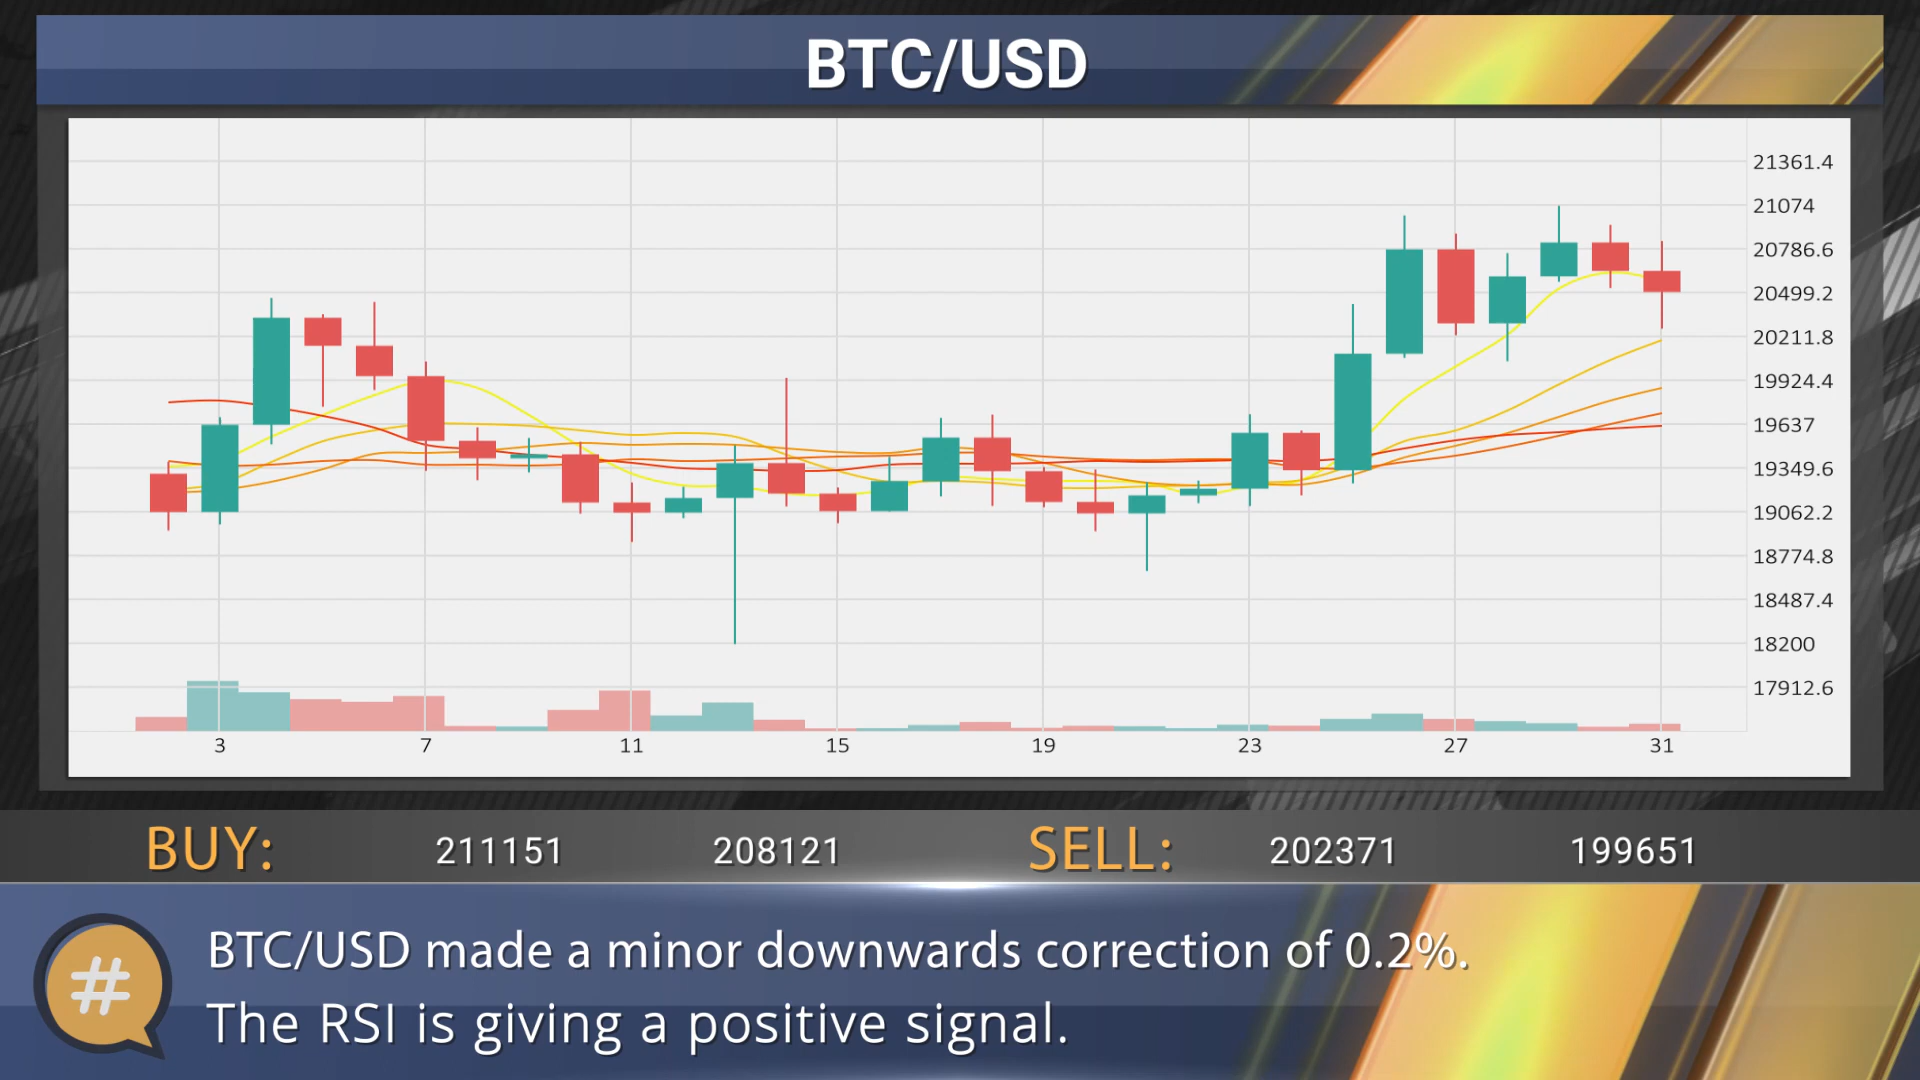 BTC/USD
21361.4
21074
20786.6
20499.2
20211.8
19924.4
19637
19349.6
19062.2
18774.8
18487.4
18200
17912.6
3 7 11 15 19 23 27 31
BUY: 211151 208121 SELL: 202371 199651
#
BTC/USD made a minor downwards correction of 0.2%.
The RSI is giving a positive signal.